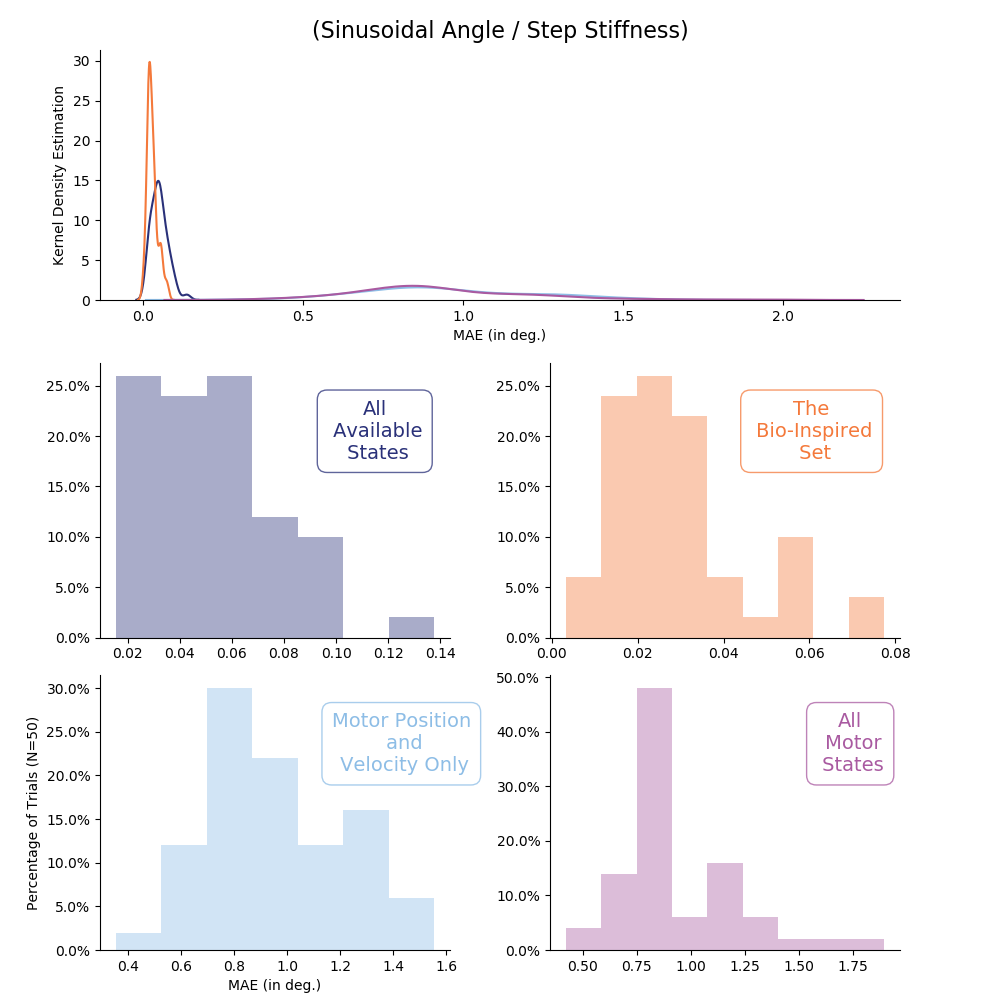 (Sinusoidal Angle / Step Stiffness)
Kernel Density Estimation
30
25
20
15
10
5
0
0.0 0.5 1.0 1.5 2.0
MAE (in deg.)
25.0%
20.0%
15.0%
10.0%
5.0%
0.0%
All
Available
States
0.02 0.04 0.06 0.08 0.10 0.12 0.14
25.0%
20.0%
15.0%
10.0%
5.0%
0.0%
The
Bio-Inspired
Set
0.00 0.02 0.04 0.06 0.08
Percentage of Trials (N=50)
30.0%
25.0%
20.0%
15.0%
10.0%
5.0%
0.0%
Motor Position
and
Velocity Only
0.4 0.6 0.8 1.0 1.2 1.4 1.6
MAE (in deg.)
50.0%
40.0%
30.0%
20.0%
10.0%
0.0%
All
Motor
States
0.50 0.75 1.00 1.25 1.50 1.75